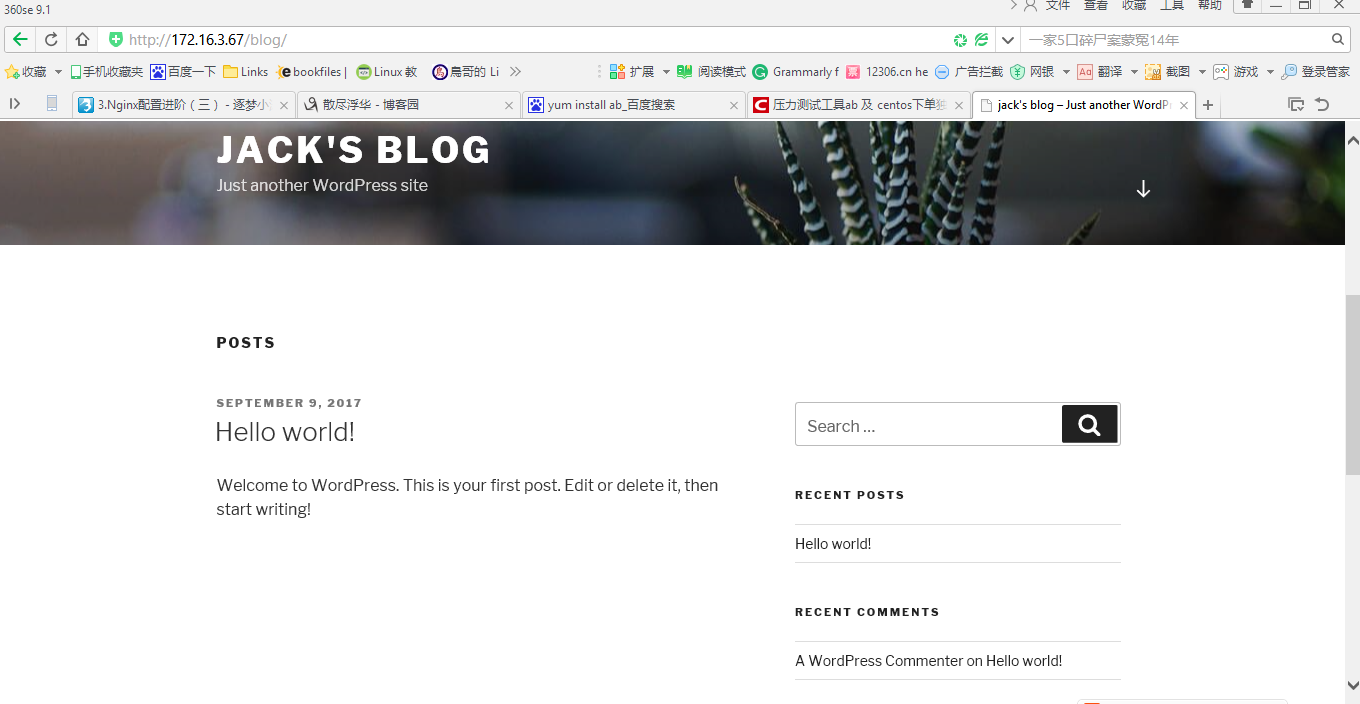 360se 9.1
文件 查看 收藏 工具 帮助
http://172.16.3.67/blog/
一家5口碎尸案蒙冤14年
收藏 手机收藏夹 百度一下 Links bookfiles | Linux 教 鳥哥的 Li 扩展 阅读模式 Grammarly f 12306.cn he 广告拦截 网银 Aa 翻译 截图 游戏 登录管家
3.Nginx配置进阶（三） - 逐梦小 散尽浮华 - 博客园 yum install ab_百度搜索 压力测试工具ab 及 centos下单独 jack's blog – Just another WordP
JACK'S BLOG
Just another WordPress site
POSTS
SEPTEMBER 9, 2017
Hello world!
Welcome to WordPress. This is your first post. Edit or delete it, then
start writing!
Search …
RECENT POSTS
Hello world!
RECENT COMMENTS
A WordPress Commenter on Hello world!